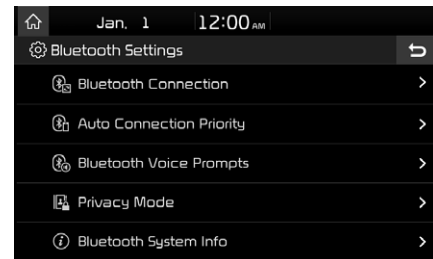 Jan. 1 12:00 AM
Bluetooth Settings
Bluetooth Connection
Auto Connection Priority
Bluetooth Voice Prompts
Privacy Mode
Bluetooth System Info